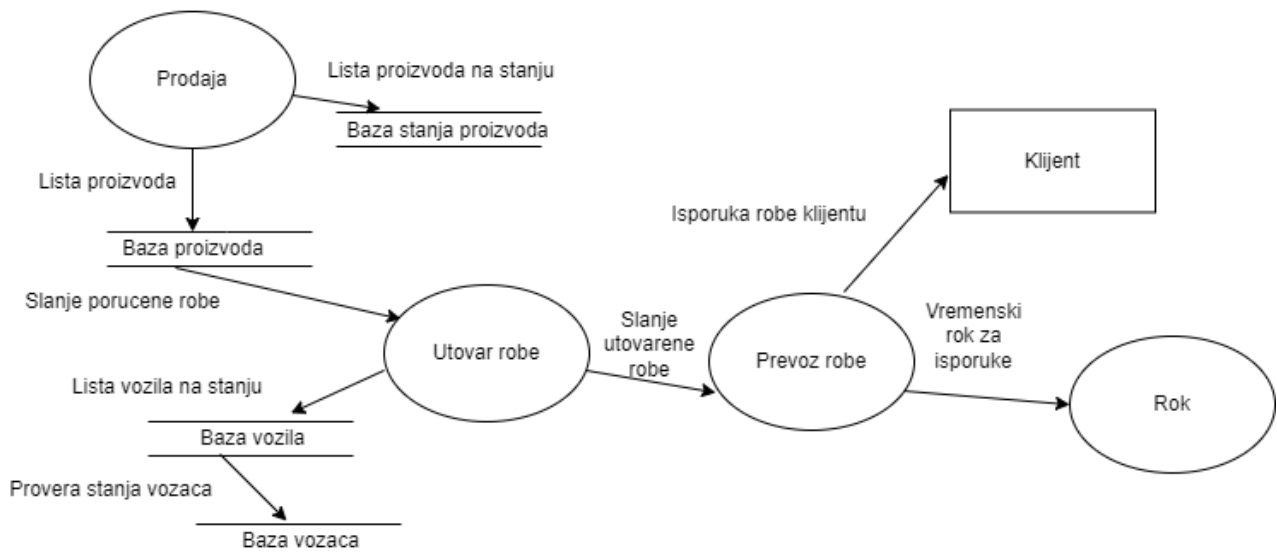 Prodaja
Lista proizvoda na stanju
Baza stanja proizvoda
Lista proizvoda
Baza proizvoda
Slanje porucene robe
Utovar robe
Lista vozila na stanju
Baza vozila
Provera stanja vozaca
Baza vozaca
Slanje
utovarene
robe
Prevoz robe
Isporuka robe klijentu
Klijent
Vremenski
rok za
isporuke
Rok